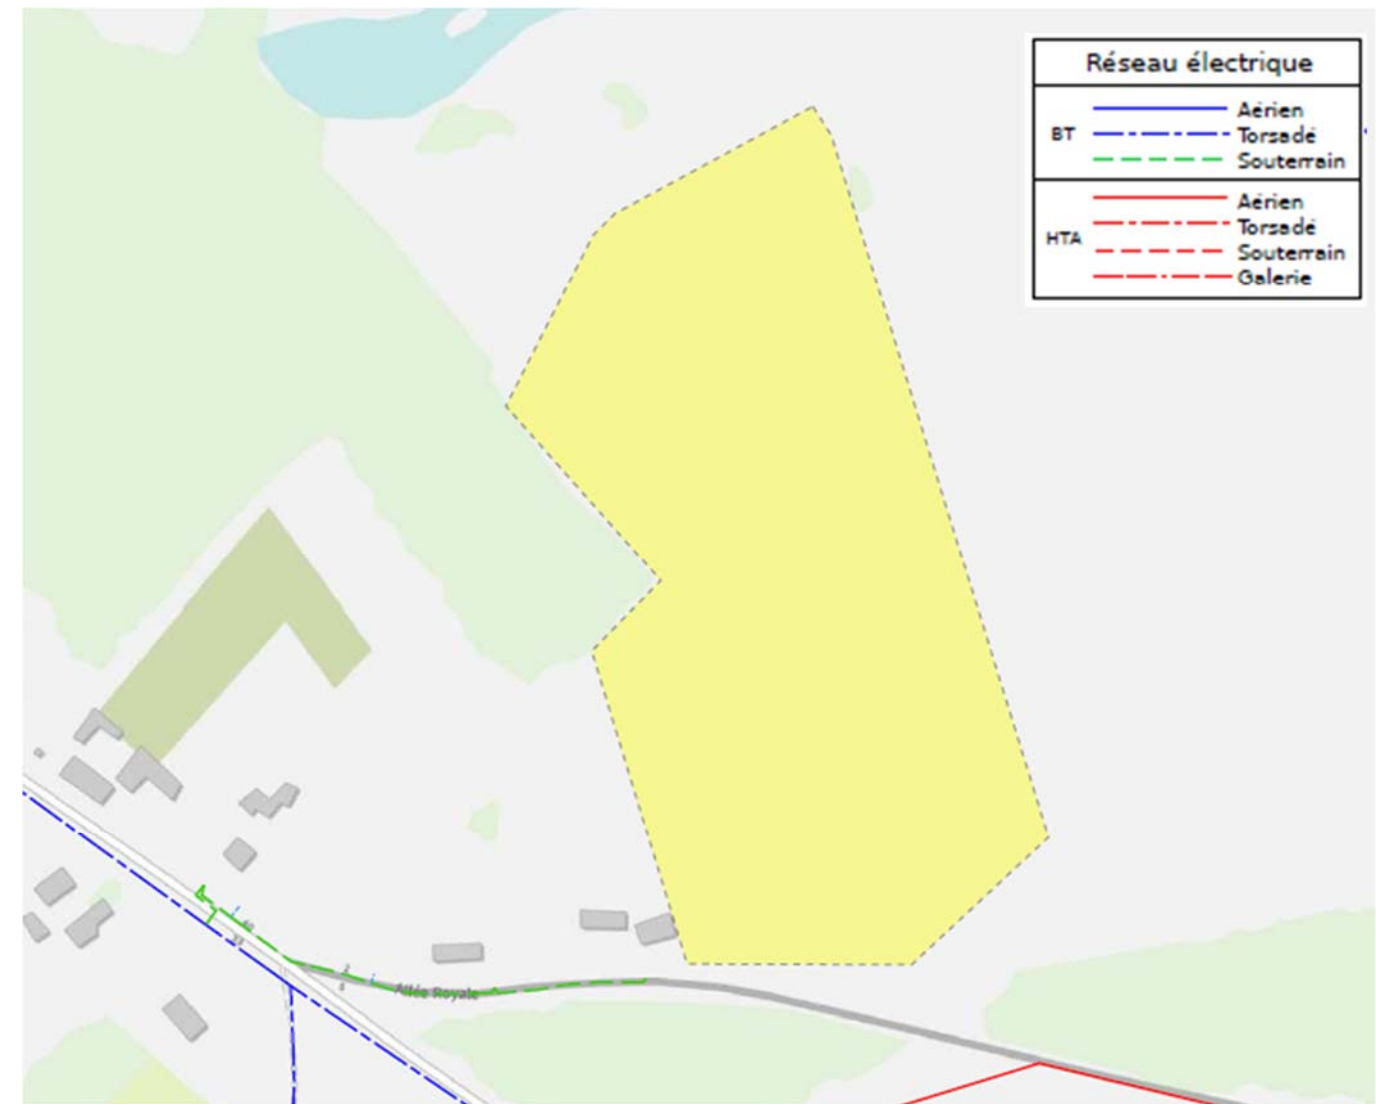 Réseau électrique
BT
Aérien
Torsadé
Souterrain
HTA
Aérien
Torsadé
Souterrain
Galerie
Allée Royale